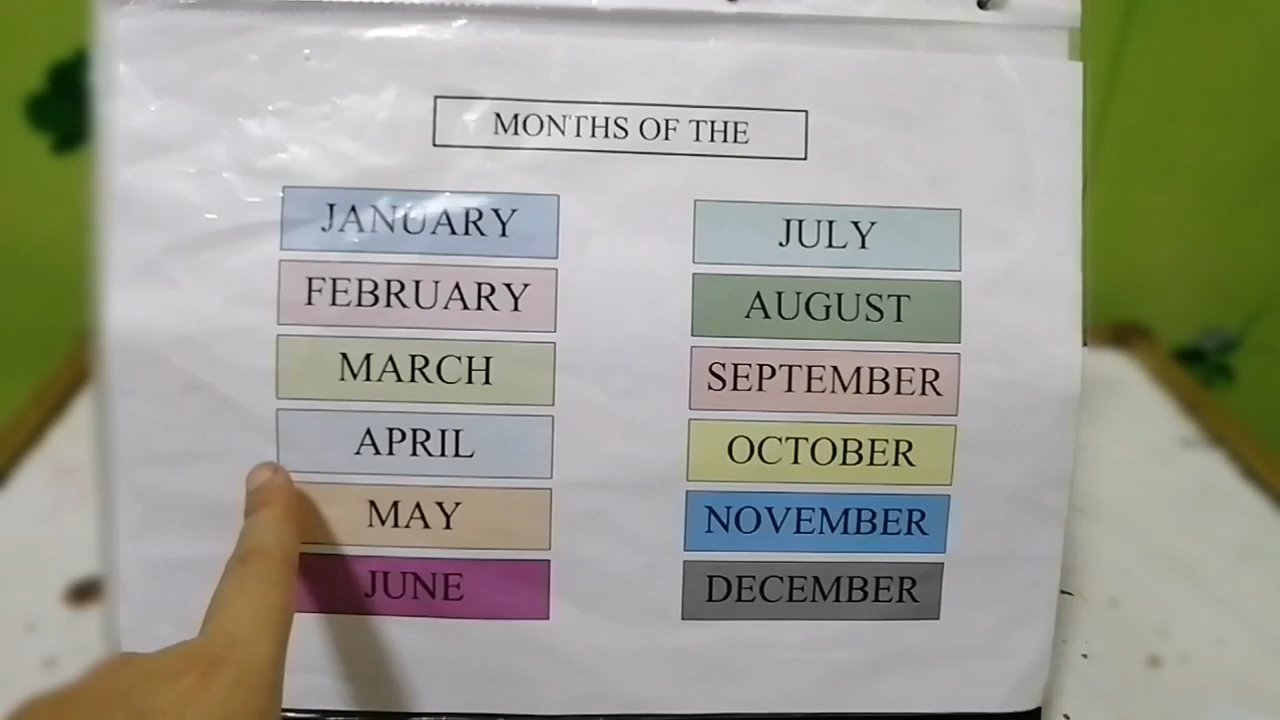 MONTHS OF THE
JANUARY
FEBRUARY
MARCH
APRIL
MAY
JUNE
JULY
AUGUST
SEPTEMBER
OCTOBER
NOVEMBER
DECEMBER